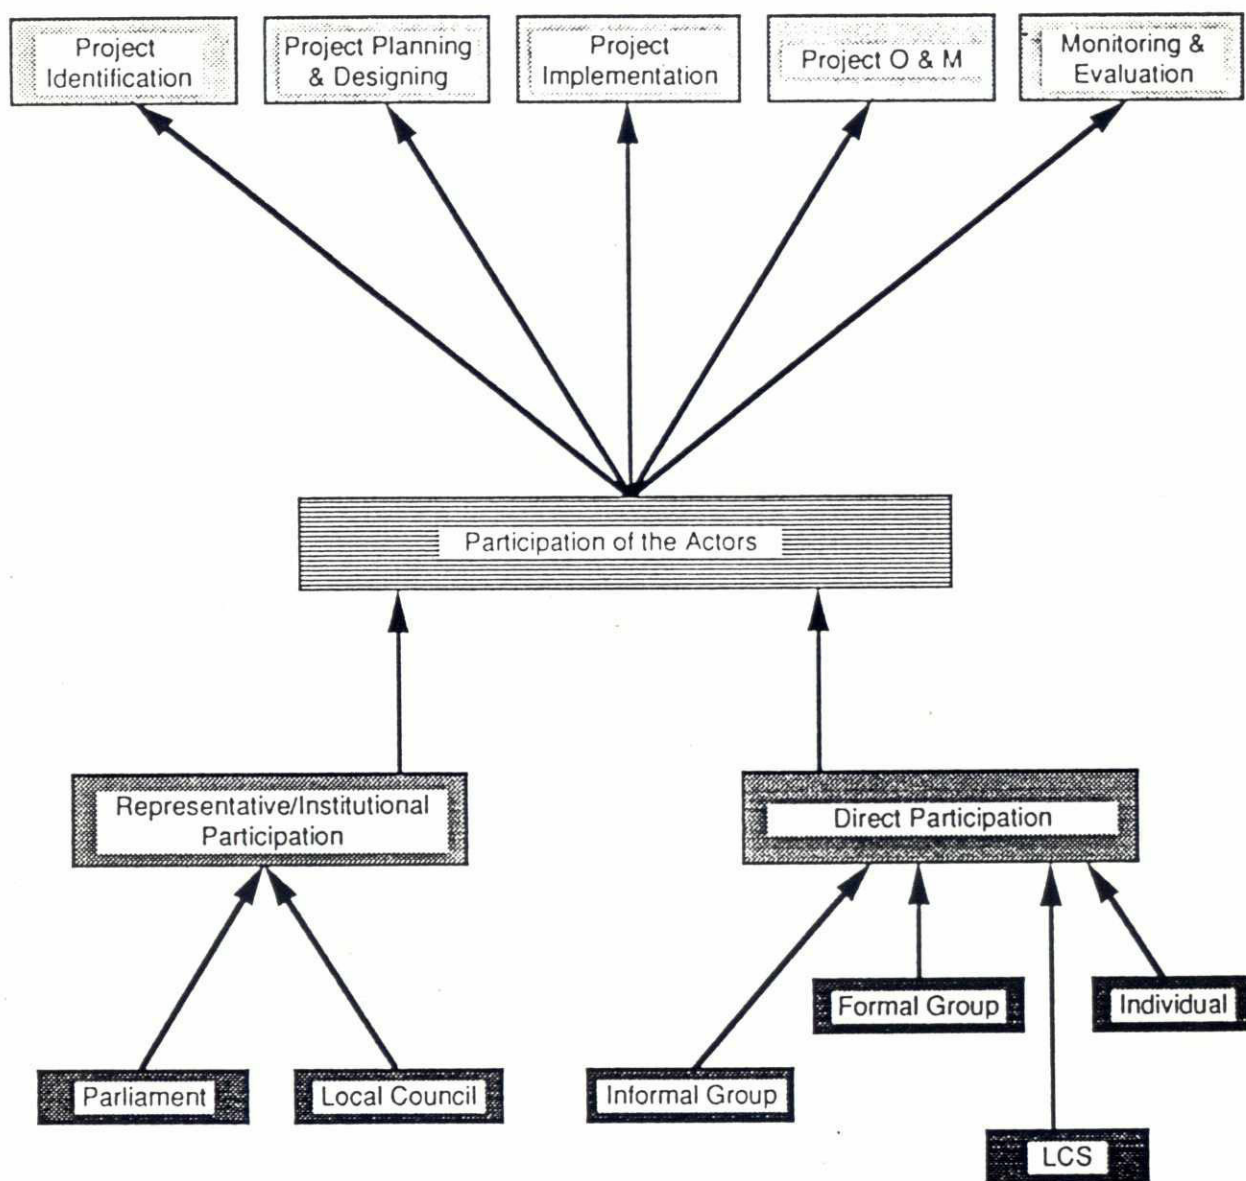 Project
Identification
Project Planning
& Designing
Project
Implementation
Project O & M
Monitoring &
Evaluation
Participation of the Actors
Representative/Institutional
Participation
Direct Participation
Formal Group
Individual
Parliament
Local Council
Informal Group
LCS